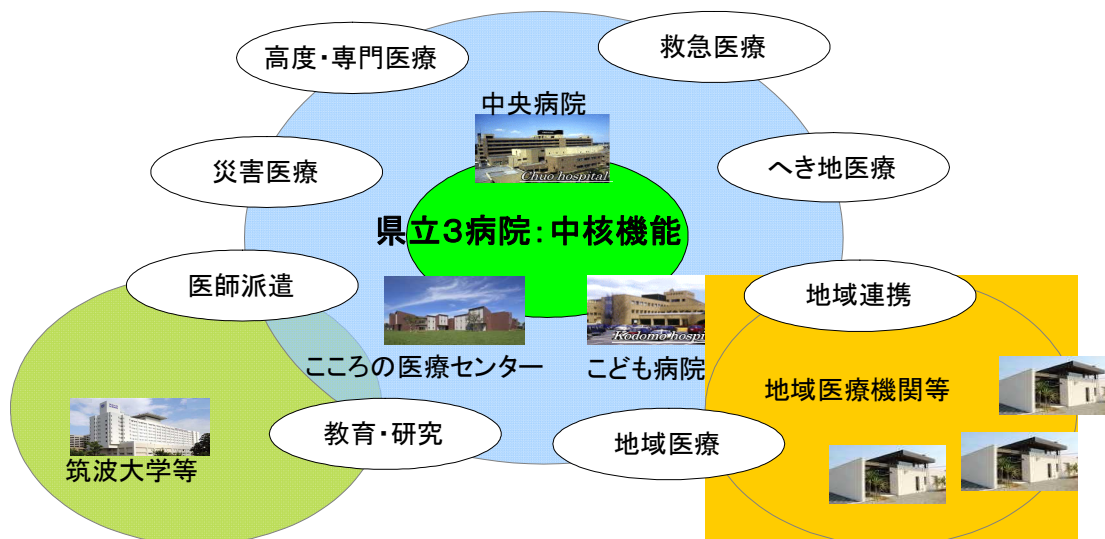 高度・専門医療
救急医療
中央病院
Chuo hospital
災害医療
へき地医療
県立３病院：中核機能
医師派遣
地域連携
Kodomo hospi
こころの医療センター
こども病院
地域医療機関等
教育・研究
地域医療
筑波大学等